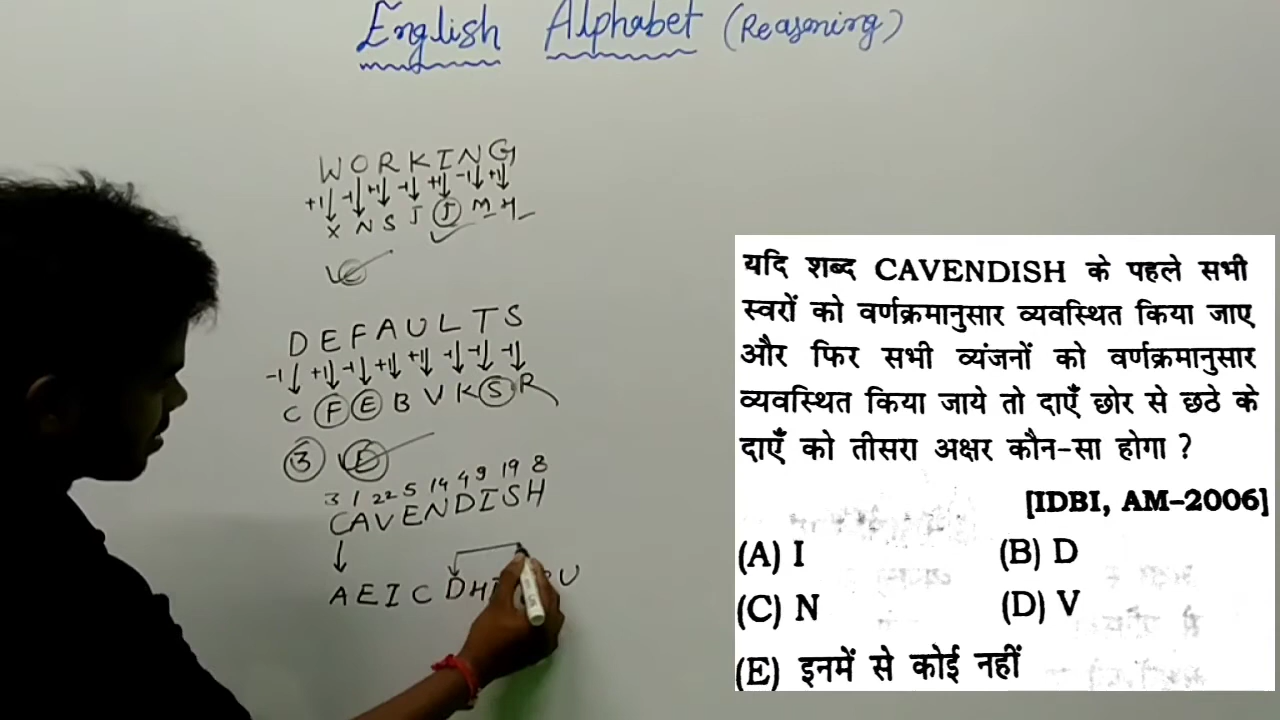 English Alphabet (Reasoning)
W O R K I N G
+1 -1 +1 -1 +1 -1 +1
X N S J J M H
D E F A U L T S
-1 +1 -1 +1 +1 -1 -1 -1
C F E B V K S R
3
3 1 22 5 14 4 9 19 8
CAVENDISH
A E I C D H
यदि शब्द CAVENDISH के पहले सभी
स्वरों को वर्णक्रमानुसार व्यवस्थित किया जाए
और फिर सभी व्यंजनों को वर्णक्रमानुसार
व्यवस्थित किया जाये तो दाएँ छोर से छठे के
दाएँ को तीसरा अक्षर कौन-सा होगा ?
[IDBI, AM-2006]
(A) I
(B) D
(C) N
(D) V
(E) इनमें से कोई नहीं